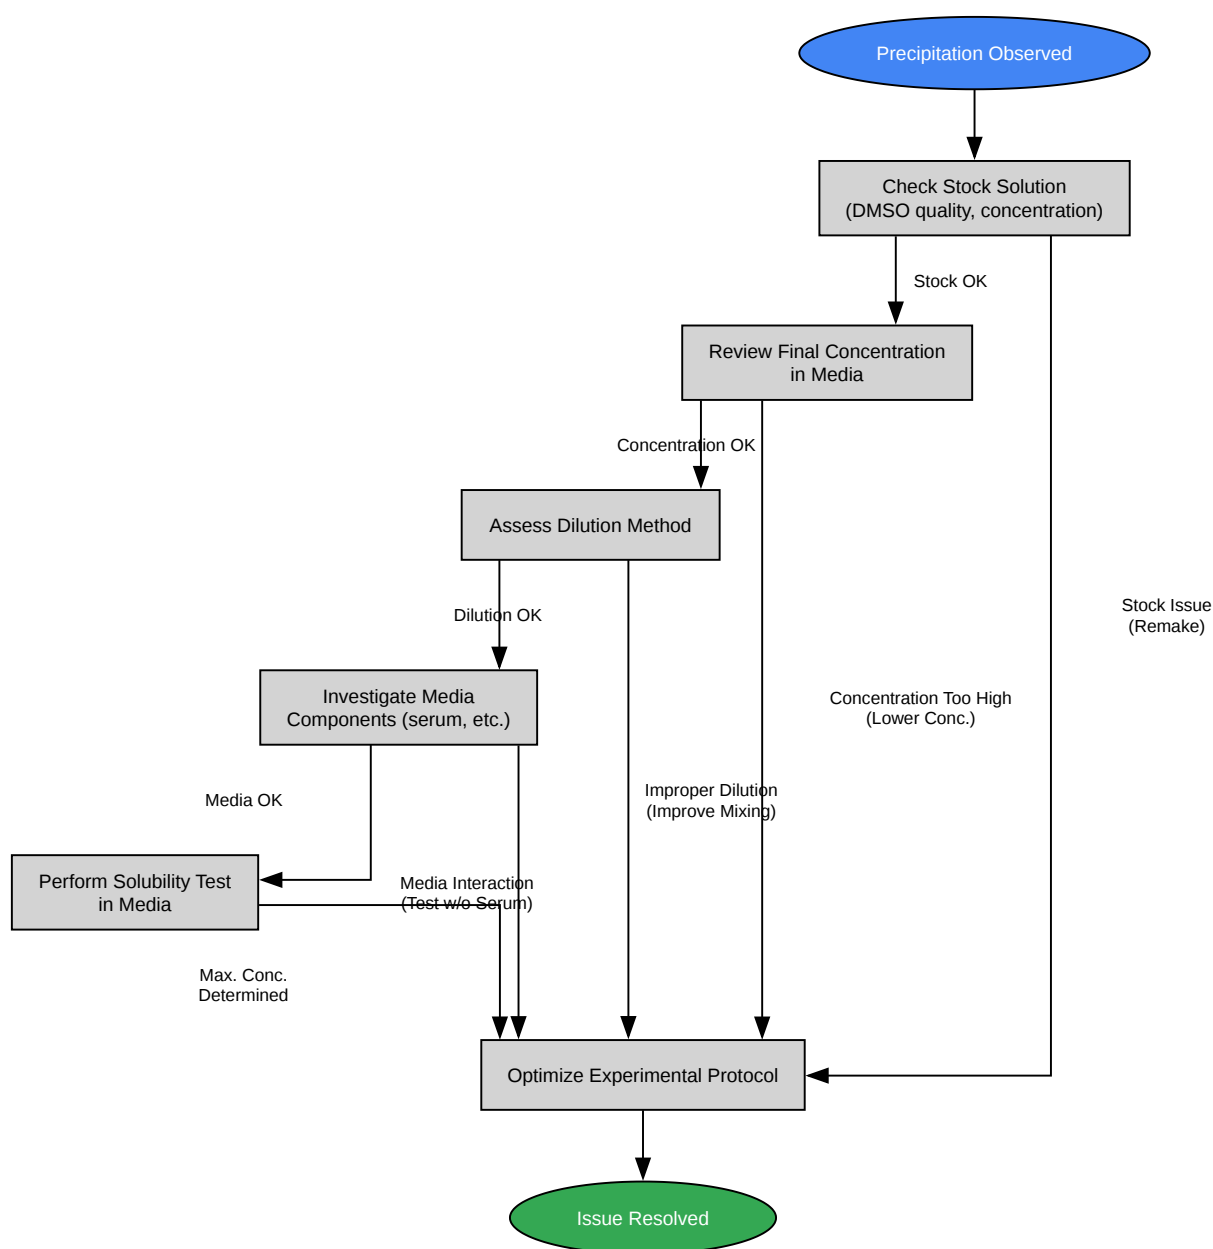 Precipitation Observed
Check Stock Solution
(DMSO quality, concentration)
Stock OK
Review Final Concentration
in Media
Concentration OK
Assess Dilution Method
Stock Issue
(Remake)
Dilution OK
Investigate Media
Components (serum, etc.)
Concentration Too High
(Lower Conc.)
Media OK
Improper Dilution
(Improve Mixing)
Perform Solubility Test
in Media
Media Interaction
(Test w/o Serum)
Max. Conc.
Determined
Optimize Experimental Protocol
Issue Resolved